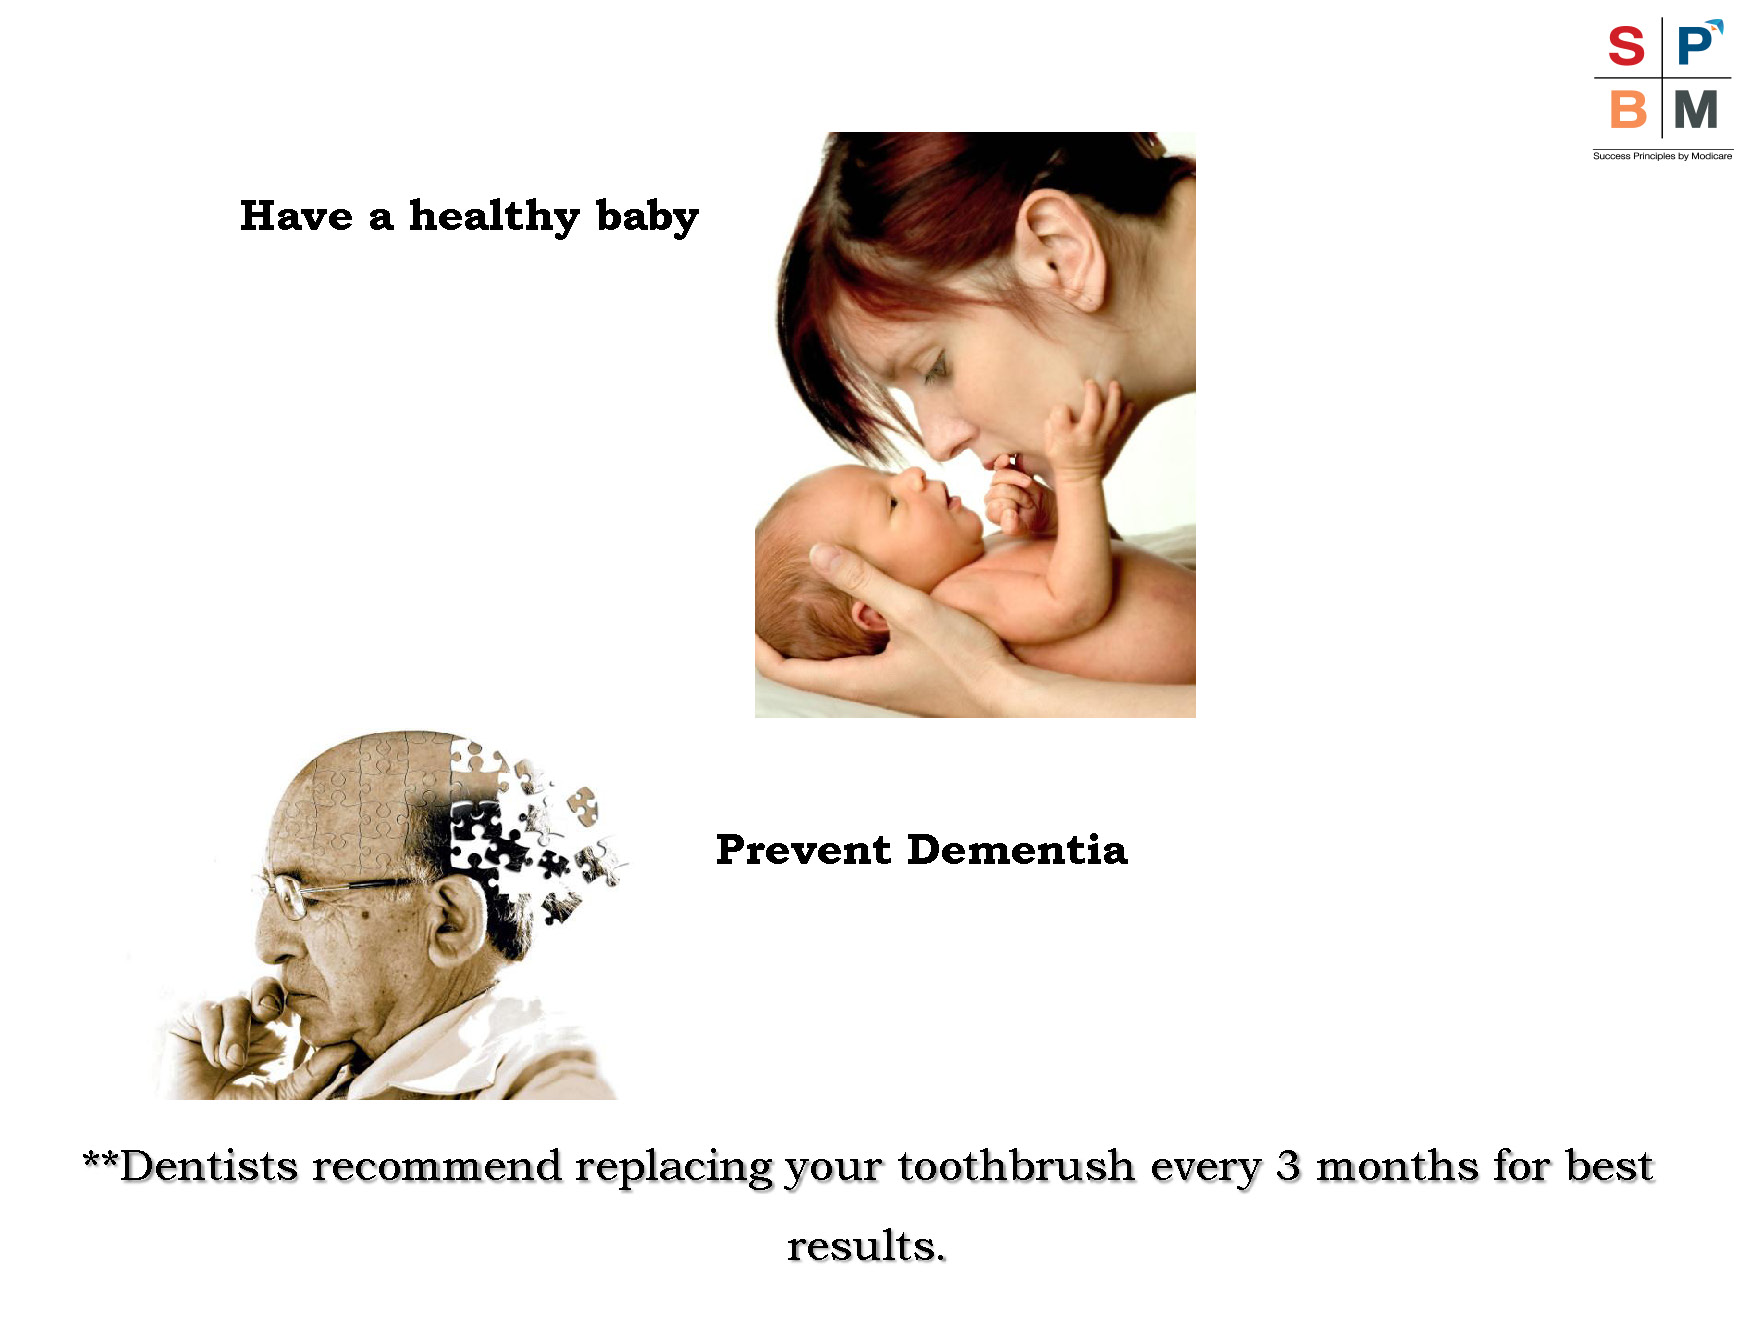 S P
B M
Success Principles by Modicare
Have a healthy baby
Prevent Dementia
**Dentists recommend replacing your toothbrush every 3 months for best
results.